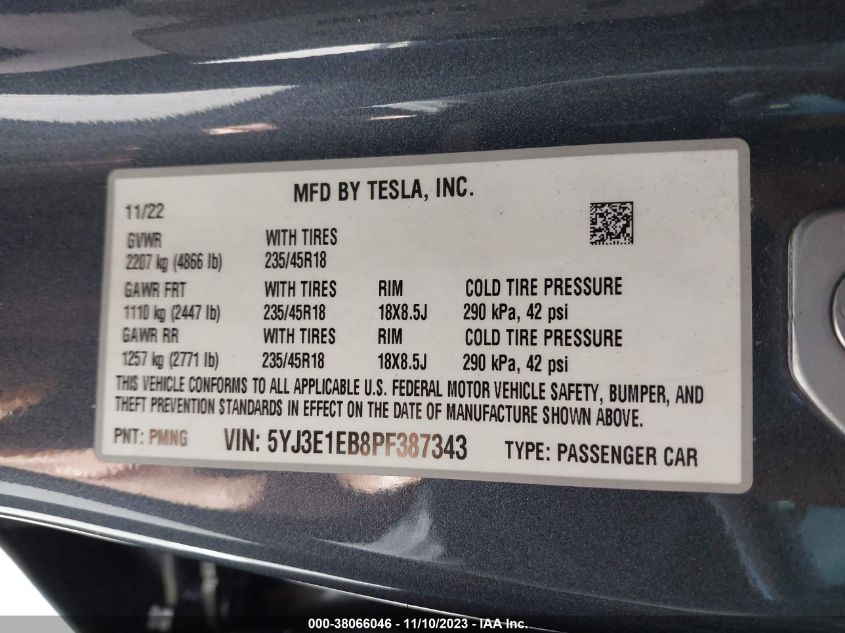 MFD BY TESLA, INC.
11/22
GVWR WITH TIRES
2207 kg (4866 lb) 235/45R18
GAWR FRT WITH TIRES RIM COLD TIRE PRESSURE
1110 kg (2447 lb) 235/45R18 18X8.5J 290 kPa, 42 psi
GAWR RR WITH TIRES RIM COLD TIRE PRESSURE
1257 kg (2771 lb) 235/45R18 18X8.5J 290 kPa, 42 psi
THIS VEHICLE CONFORMS TO ALL APPLICABLE U.S. FEDERAL MOTOR VEHICLE SAFETY, BUMPER, AND
THEFT PREVENTION STANDARDS IN EFFECT ON THE DATE OF MANUFACTURE SHOWN ABOVE.
PNT: PMNG VIN: 5YJ3E1EB8PF387343 TYPE: PASSENGER CAR
000-38066046 - 11/10/2023 - IAA Inc.